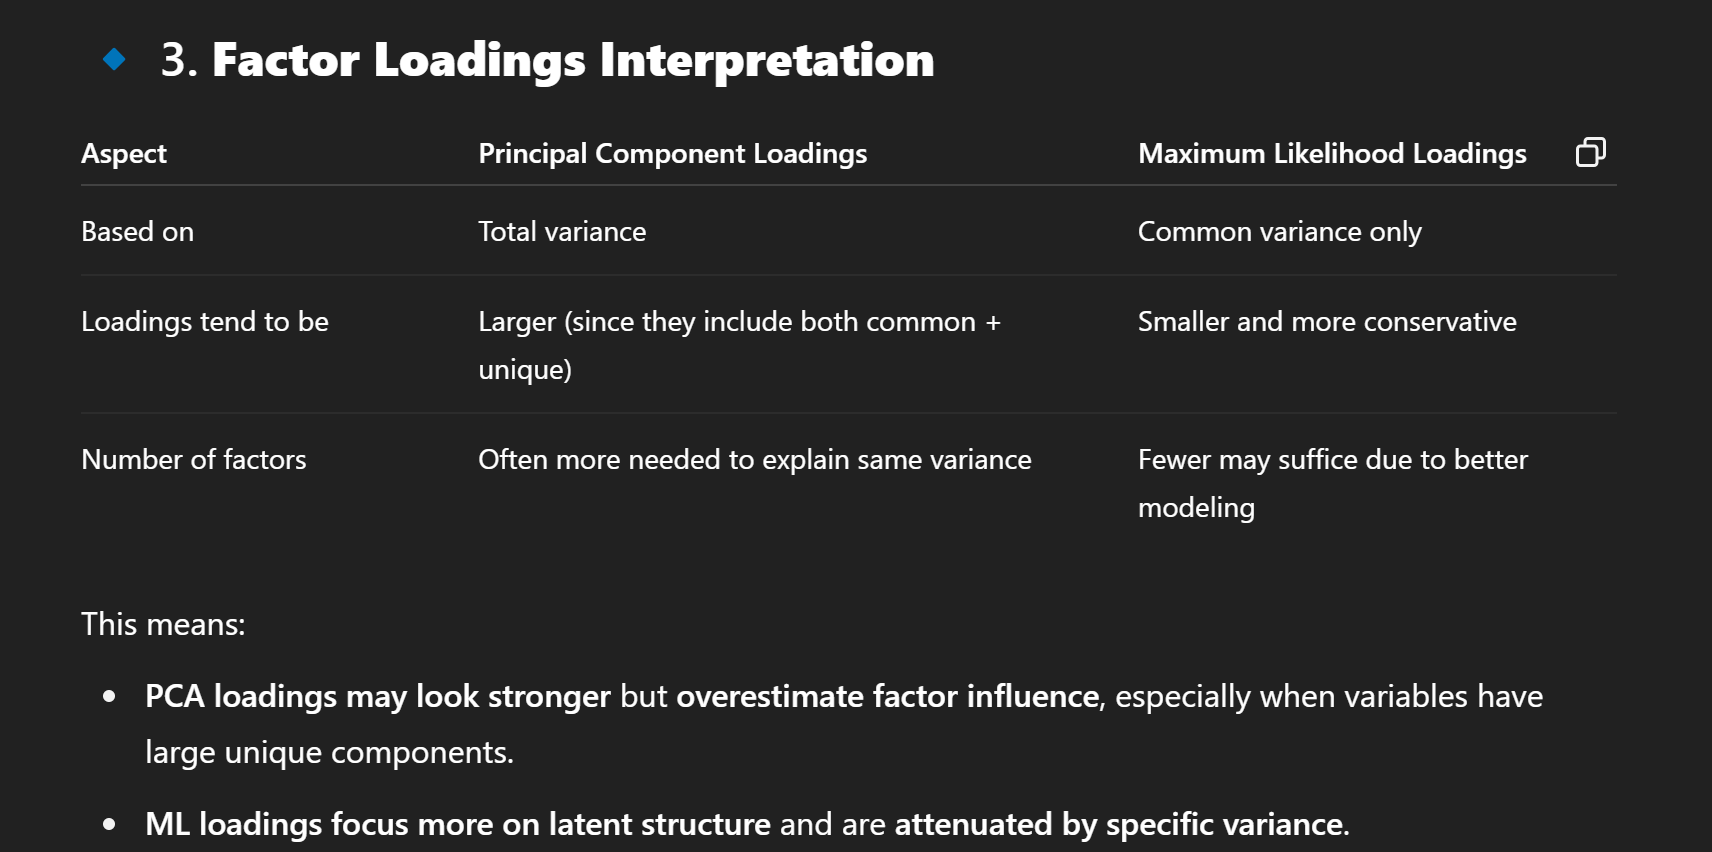 3. Factor Loadings Interpretation
Aspect Principal Component Loadings Maximum Likelihood Loadings
Based on Total variance Common variance only
Loadings tend to be Larger (since they include both common + Smaller and more conservative
unique)
Number of factors Often more needed to explain same variance Fewer may suffice due to better
modeling
This means:
• PCA loadings may look stronger but overestimate factor influence, especially when variables have
large unique components.
• ML loadings focus more on latent structure and are attenuated by specific variance.